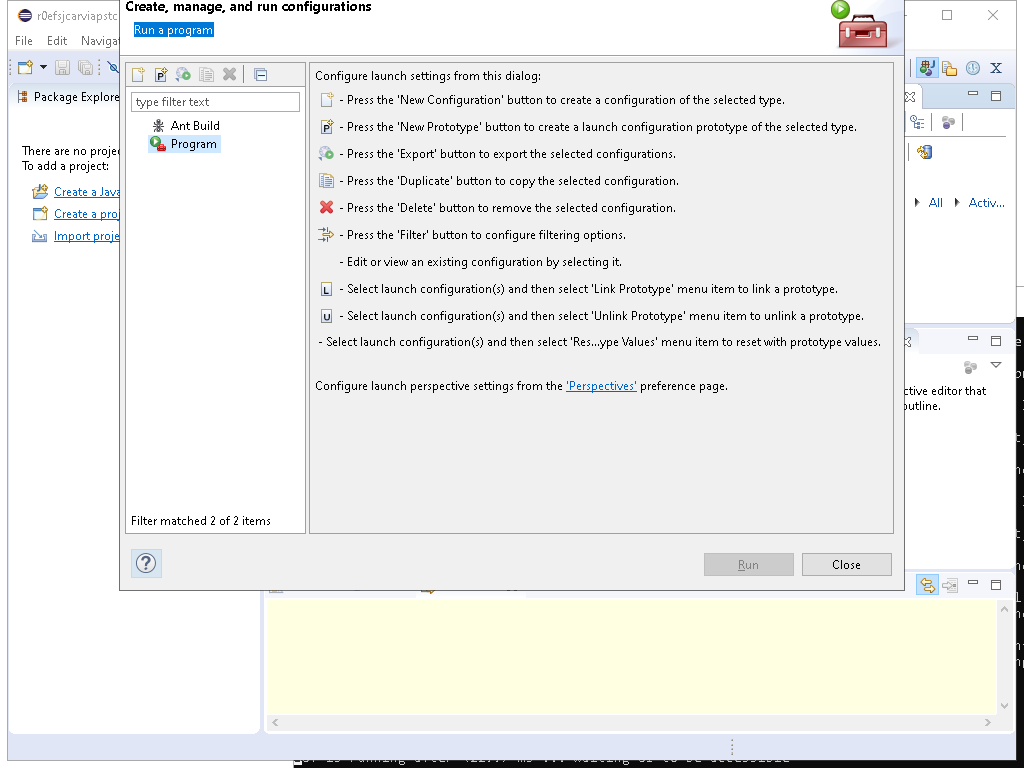 Create, manage, and run configurations
r0efsjcarviapstc
Run a program
File Edit Navigat
Package Explore
type filter text
Ant Build
Program
There are no projec
To add a project:
Create a Java
Create a proj
Import proje
Configure launch settings from this dialog:
- Press the 'New Configuration' button to create a configuration of the selected type.
- Press the 'New Prototype' button to create a launch configuration prototype of the selected type.
- Press the 'Export' button to export the selected configurations.
- Press the 'Duplicate' button to copy the selected configuration.
- Press the 'Delete' button to remove the selected configuration.
- Press the 'Filter' button to configure filtering options.
- Edit or view an existing configuration by selecting it.
- Select launch configuration(s) and then select 'Link Prototype' menu item to link a prototype.
- Select launch configuration(s) and then select 'Unlink Prototype' menu item to unlink a prototype.
- Select launch configuration(s) and then select 'Res...ype Values' menu item to reset with prototype values.
Configure launch perspective settings from the 'Perspectives' preference page.
All Activ...
ctive editor that
outline.
Filter matched 2 of 2 items
Run Close